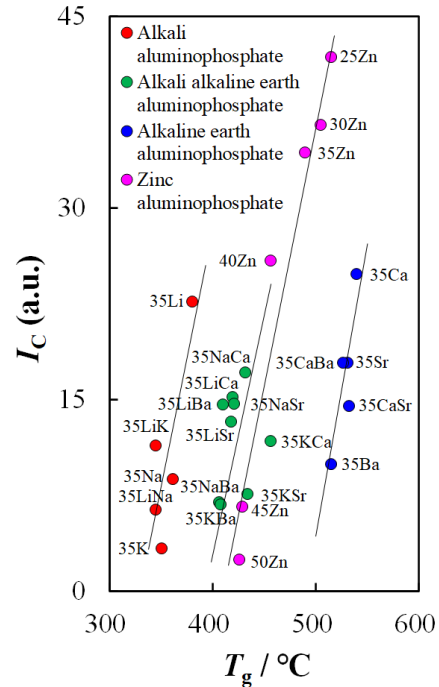 45
Alkali
aluminophosphate
25Zn
Alkali alkaline earth
aluminophosphate
30Zn
Alkaline earth
aluminophosphate
35Zn
Zinc
aluminophosphate
30
40Zn
35Ca
35Li
35NaCa
35CaBa
35Sr
35LiCa
35LiBa
35NaSr
35CaSr
15
35LiSr
35LiK
35KCa
35Ba
35Na
35NaBa
35KSr
35LiNa
35KBa
45Zn
35K
50Zn
0
300 400 500 600
I_C (a.u.)
T_g / °C